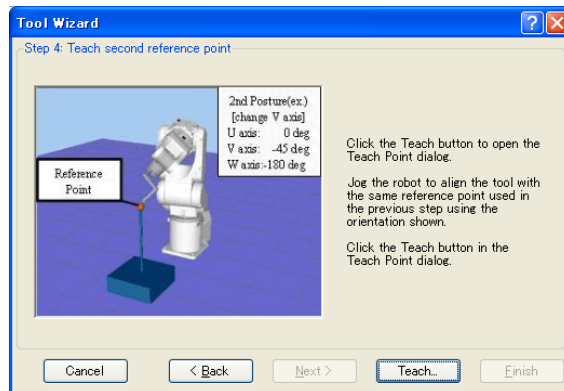 Tool Wizard
Step 4: Teach second reference point
2nd Posture(ex.)
[change V axis]
U axis: 0 deg
V axis: -45 deg
W axis:-180 deg
Reference
Point
Click the Teach button to open the
Teach Point dialog.
Jog the robot to align the tool with
the same reference point used in
the previous step using the
orientation shown.
Click the Teach button in the
Teach Point dialog.
Cancel
< Back
Next >
Teach...
Finish